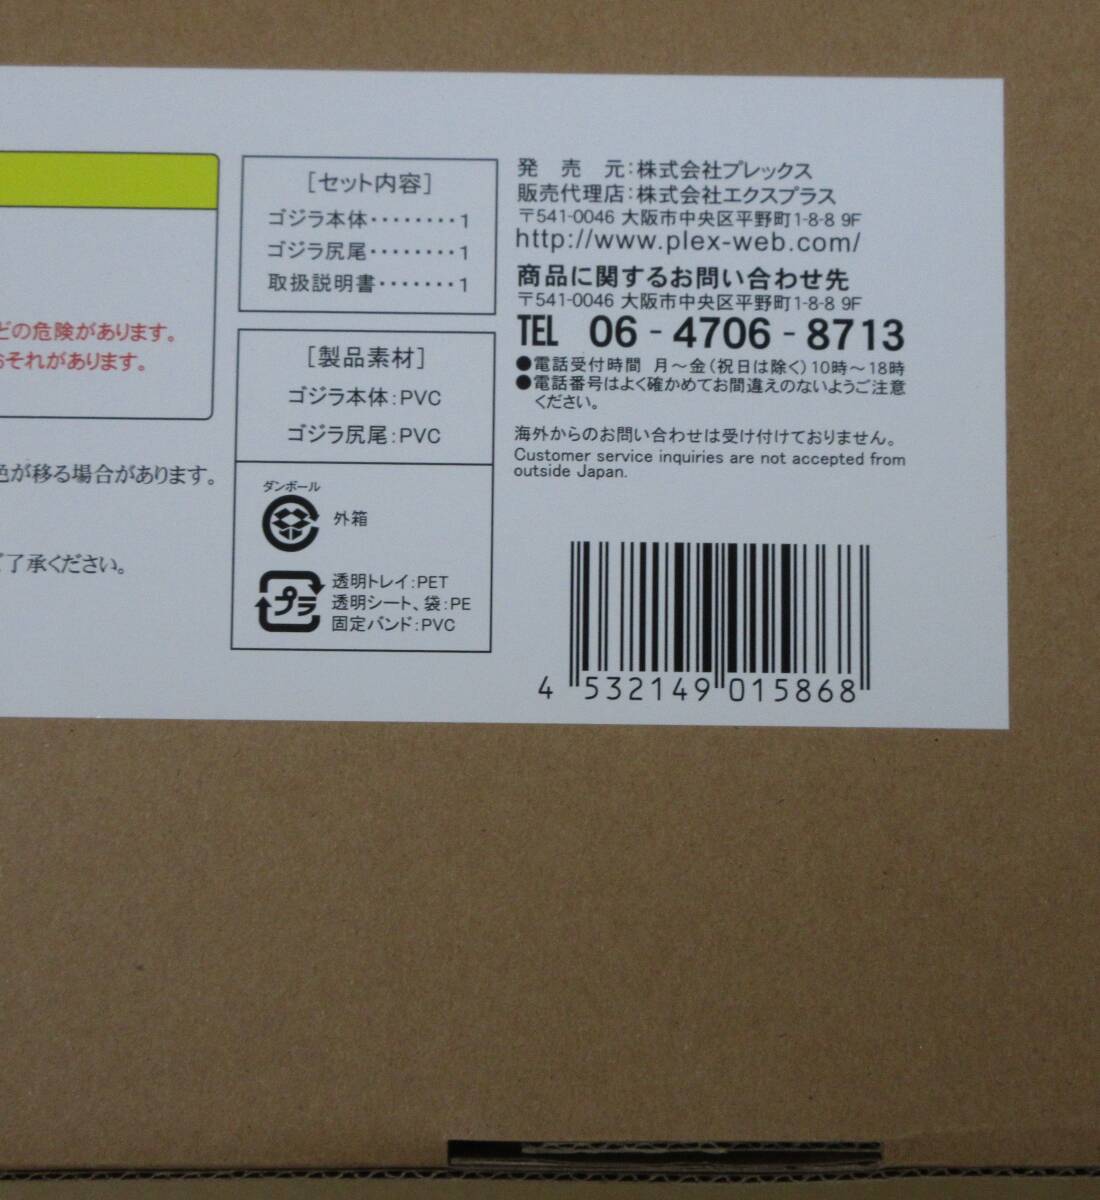 どの危険があります。
おそれがあります。
色が移る場合があります。
ご了承ください。
［セット内容］
ゴジラ本体・・・・・・・・1
ゴジラ尻尾・・・・・・・・1
取扱説明書・・・・・・・1
［製品素材］
ゴジラ本体：PVC
ゴジラ尻尾：PVC
ダンボール
外箱
プラ
透明トレイ：PET
透明シート、袋：PE
固定バンド：PVC
発売元：株式会社プレックス
販売代理店：株式会社エクスプラス
〒541-0046 大阪市中央区平野町1-8-8 9F
http://www.plex-web.com/
商品に関するお問い合わせ先
〒541-0046 大阪市中央区平野町1-8-8 9F
TEL 06-4706-8713
●電話受付時間 月～金（祝日は除く）10時～18時
●電話番号はよく確かめてお間違えのないようご注意
ください。
海外からのお問い合わせは受け付けておりません。
Customer service inquiries are not accepted from
outside Japan.
4 532149 015868